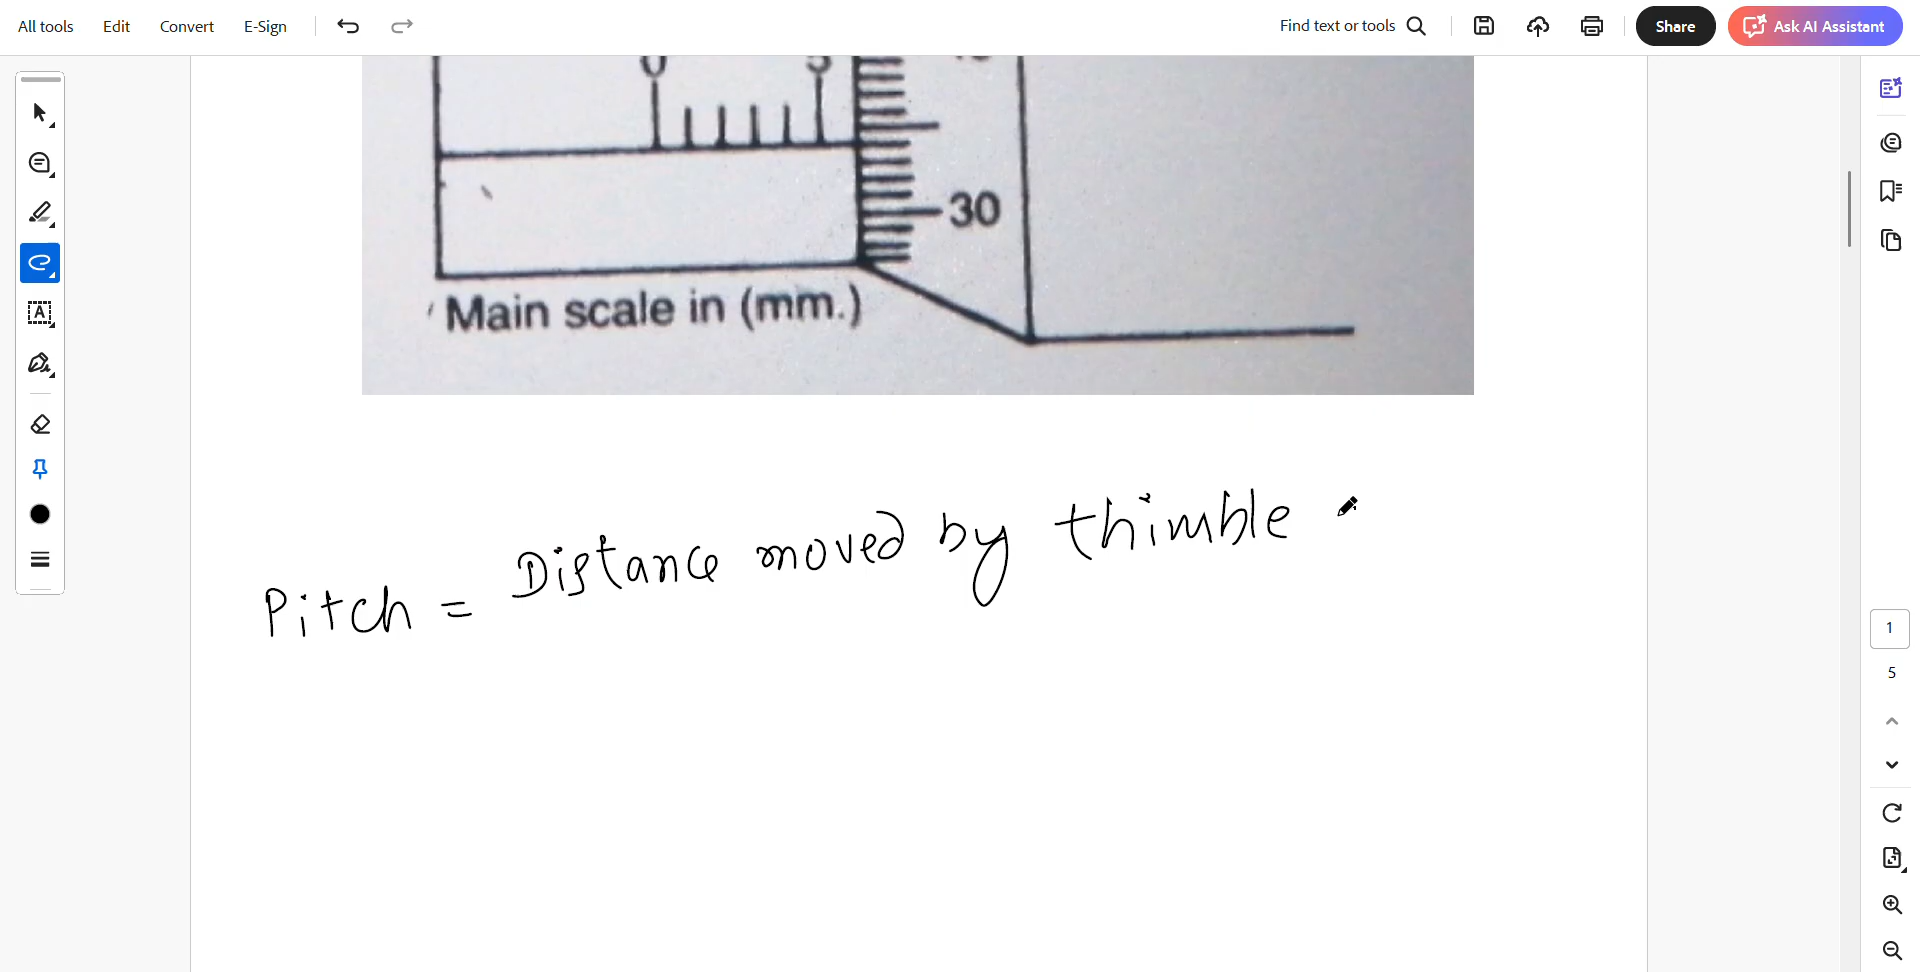 All tools Edit Convert E-Sign Find text or tools Share Ask AI Assistant
30
Main scale in (mm.)
Pitch = Distance moved by thimble
1
5